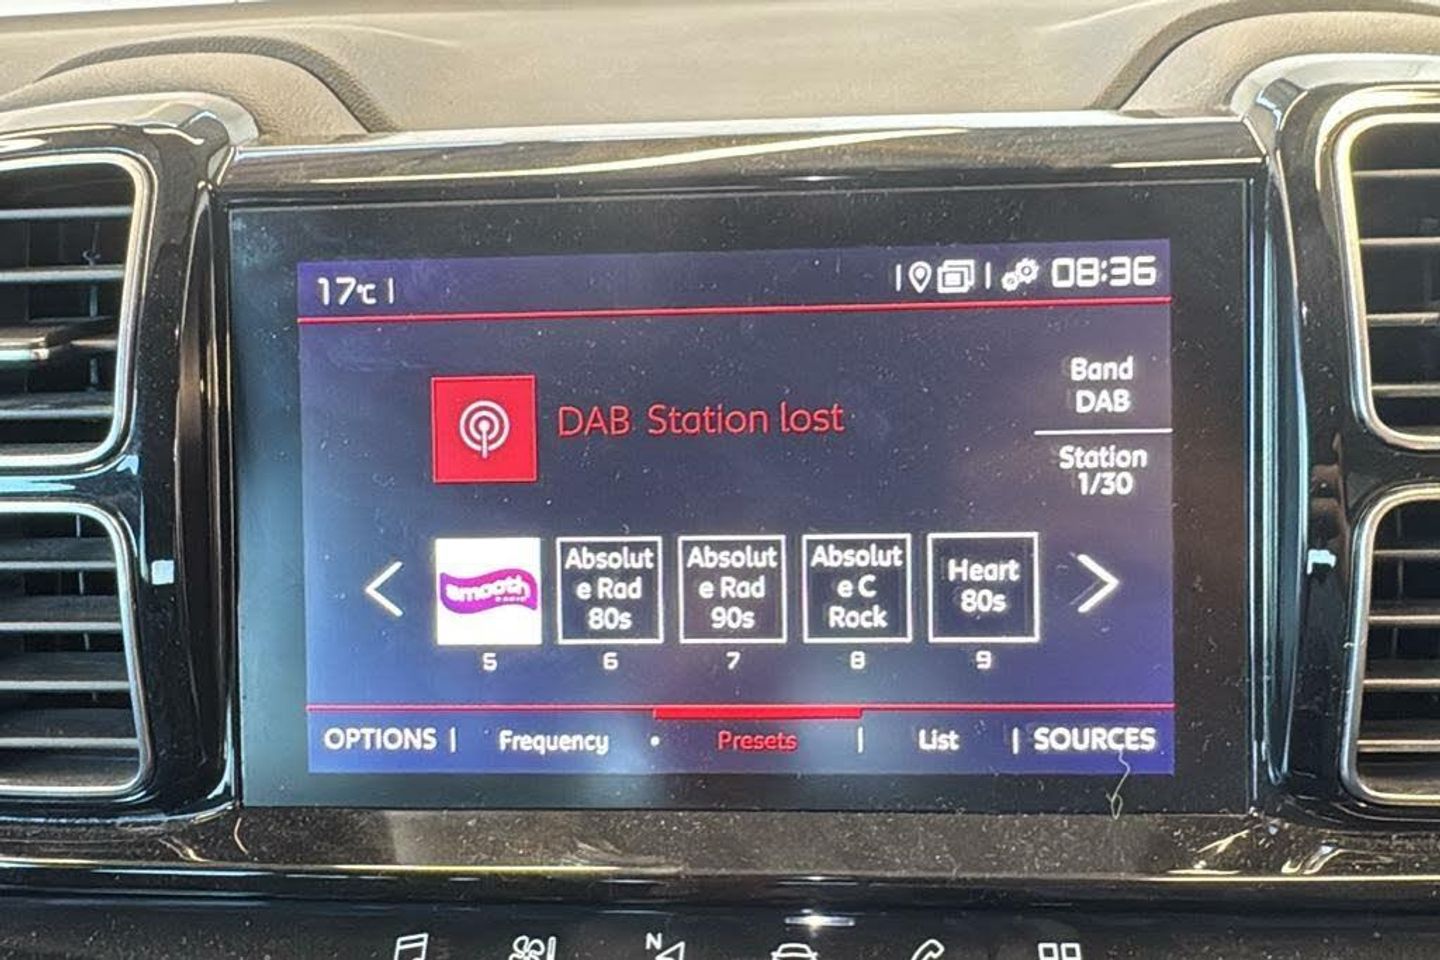 17°C
08:36
DAB Station lost
Band
DAB
Station
1/30
smooth
Absolut
e Rad
80s
Absolut
e Rad
90s
Absolut
e C
Rock
Heart
80s
5 6 7 8 9
OPTIONS Frequency Presets List SOURCES
N